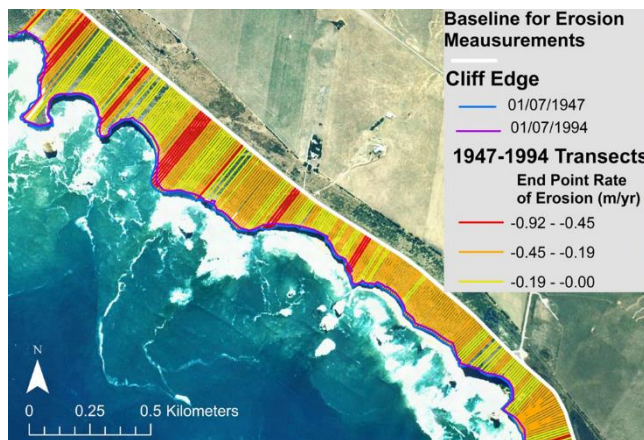 Baseline for Erosion
Meausurements
Cliff Edge
01/07/1947
01/07/1994
1947-1994 Transects
End Point Rate
of Erosion (m/yr)
-0.92 - -0.45
-0.45 - -0.19
-0.19 - -0.00
N
0 0.25 0.5 Kilometers